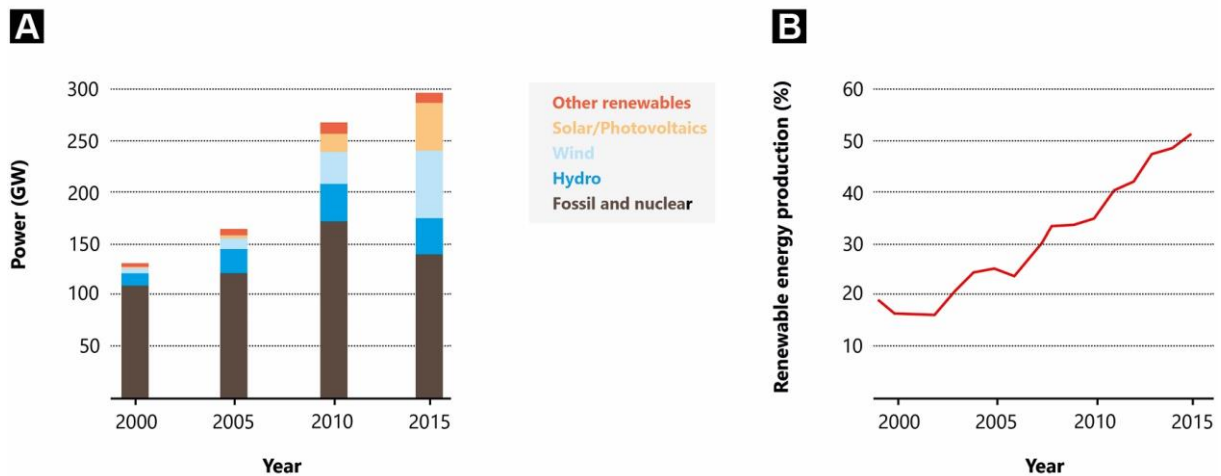 A
Power (GW)
300
250
200
150
100
50
2000 2005 2010 2015
Year
Other renewables
Solar/Photovoltaics
Wind
Hydro
Fossil and nuclear
B
Renewable energy production (%)
60
50
40
30
20
10
2000 2005 2010 2015
Year